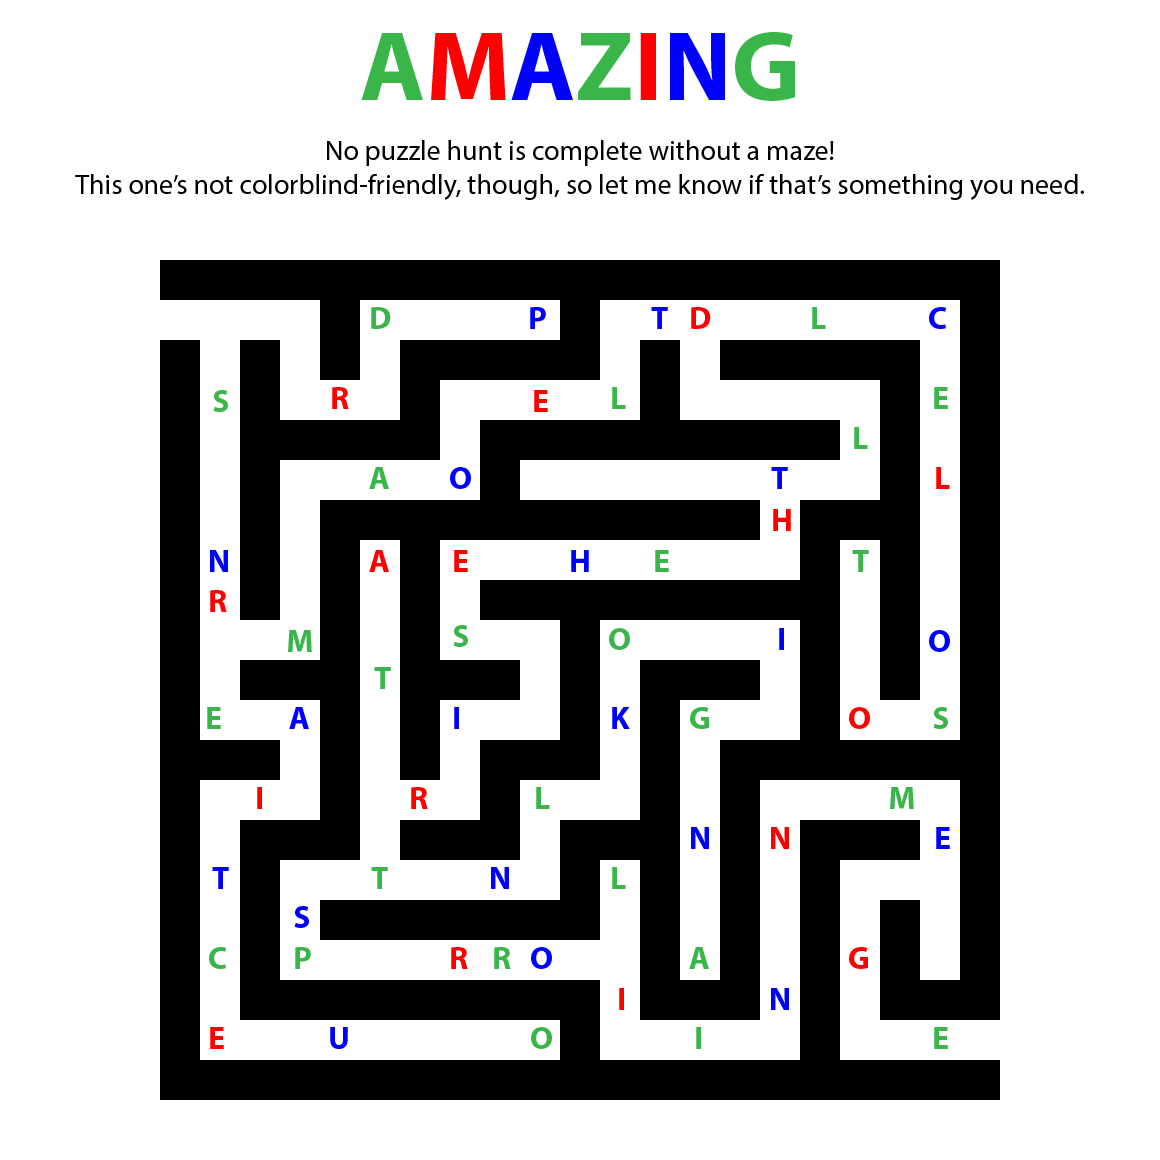 AMAZING
No puzzle hunt is complete without a maze!
This one’s not colorblind-friendly, though, so let me know if that’s something you need.
D P T D L C
S R E L E
L
A O T L
H
N A E H E T
R
M S O I O
T
E A I K G O S
I R L M
N N E
T T N L
S
C P R R O A G
I N
E U O I E